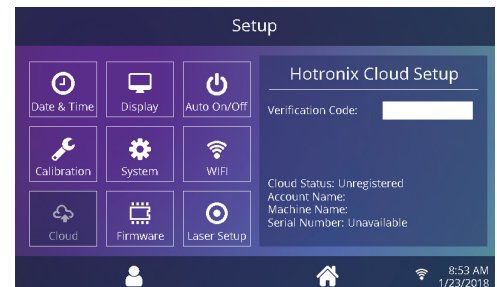 Setup
Date & Time
Display
Auto On/Off
Calibration
System
WIFI
Cloud
Firmware
Laser Setup
Hotronix Cloud Setup
Verification Code:
Cloud Status: Unregistered
Account Name:
Machine Name:
Serial Number: Unavailable
8:53 AM
1/23/2018